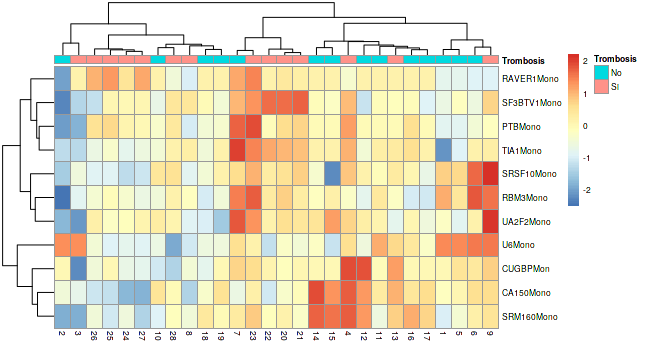 Trombosis
RAVER1Mono
SF3BTV1Mono
PTBMono
TIA1Mono
SRSF10Mono
RBM3Mono
UA2F2Mono
U6Mono
CUGBPMon
CA150Mono
SRM160Mono
2 3 26 25 24 27 10 28 8 18 19 7 23 22 20 21 14 15 4 12 11 13 16 17 1 5 6 9
2
1
0
-1
-2
Trombosis
No
SI